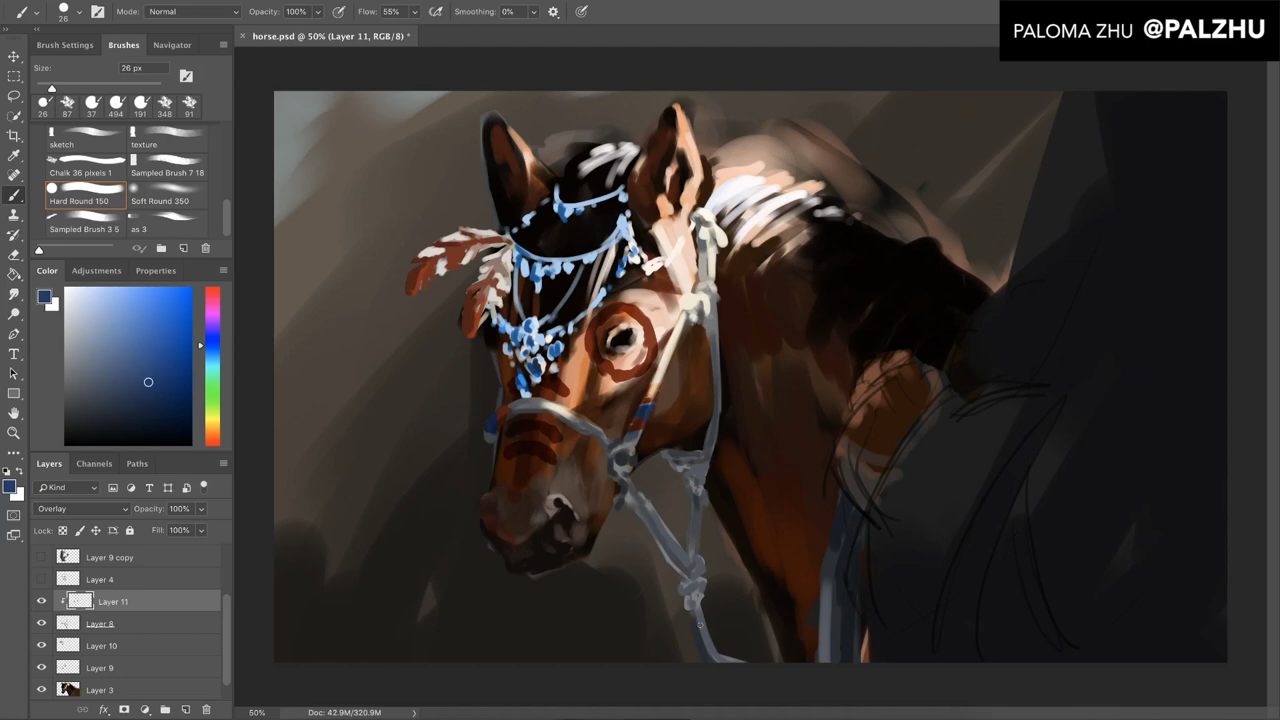 26
Mode: Normal
Opacity: 100%
Flow: 55%
Smoothing: 0%
horse.psd @ 50% (Layer 11, RGB/8) *
PALOMA ZHU @PALZHU
Brush Settings
Brushes
Navigator
Size:
26 px
26 87 37 494 191 348 91
sketch
texture
Chalk 36 pixels 1
Sampled Brush 7 18
Hard Round 150
Soft Round 350
Sampled Brush 3 5
as 3
Color
Adjustments
Properties
Layers
Channels
Paths
Kind
Overlay
Opacity: 100%
Lock:
Fill: 100%
Layer 9 copy
Layer 4
Layer 11
Layer 8
Layer 10
Layer 9
Layer 3
fx
50%
Doc: 42.9M/320.9M